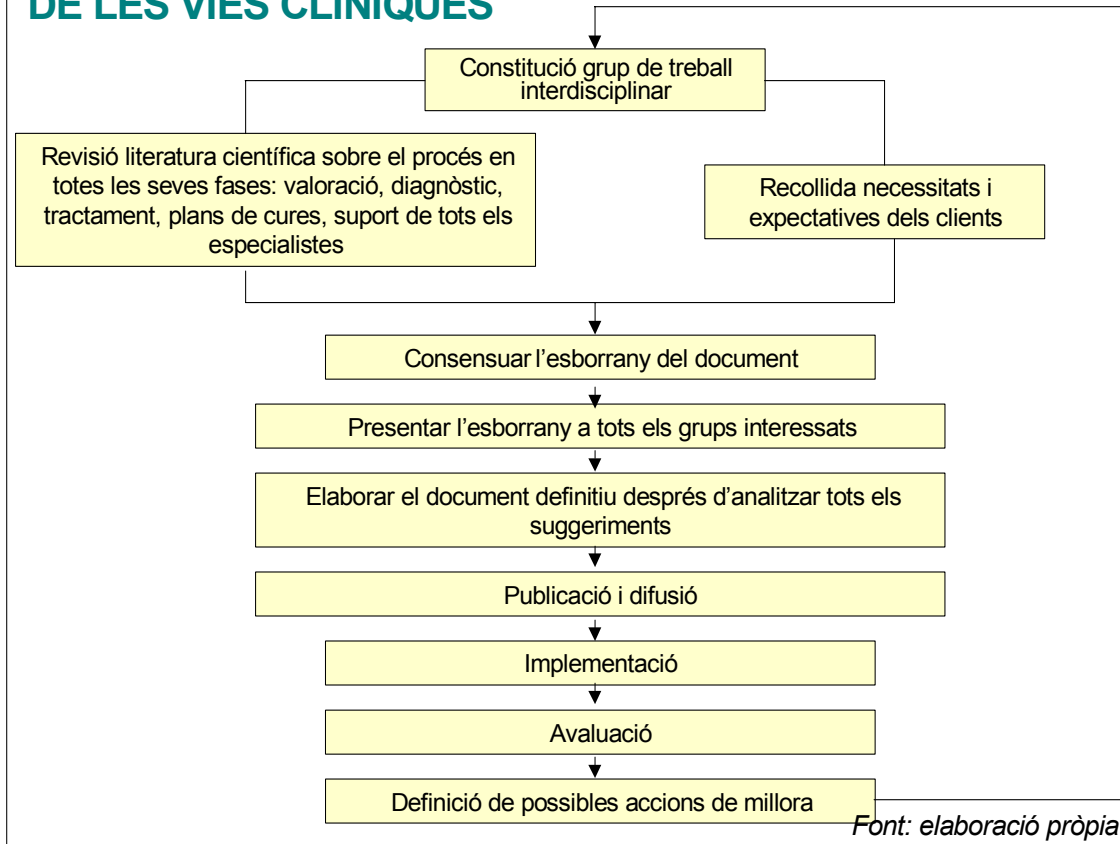 DE LES VIES CLÍNIQUES
Constitució grup de treball
interdisciplinar
Revisió literatura científica sobre el procés en
totes les seves fases: valoració, diagnòstic,
tractament, plans de cures, suport de tots els
especialistes
Recollida necessitats i
expectatives dels clients
Consensuar l’esborrany del document
Presentar l’esborrany a tots els grups interessats
Elaborar el document definitiu després d’analitzar tots els
suggeriments
Publicació i difusió
Implementació
Avaluació
Definició de possibles accions de millora
Font: elaboració pròpia